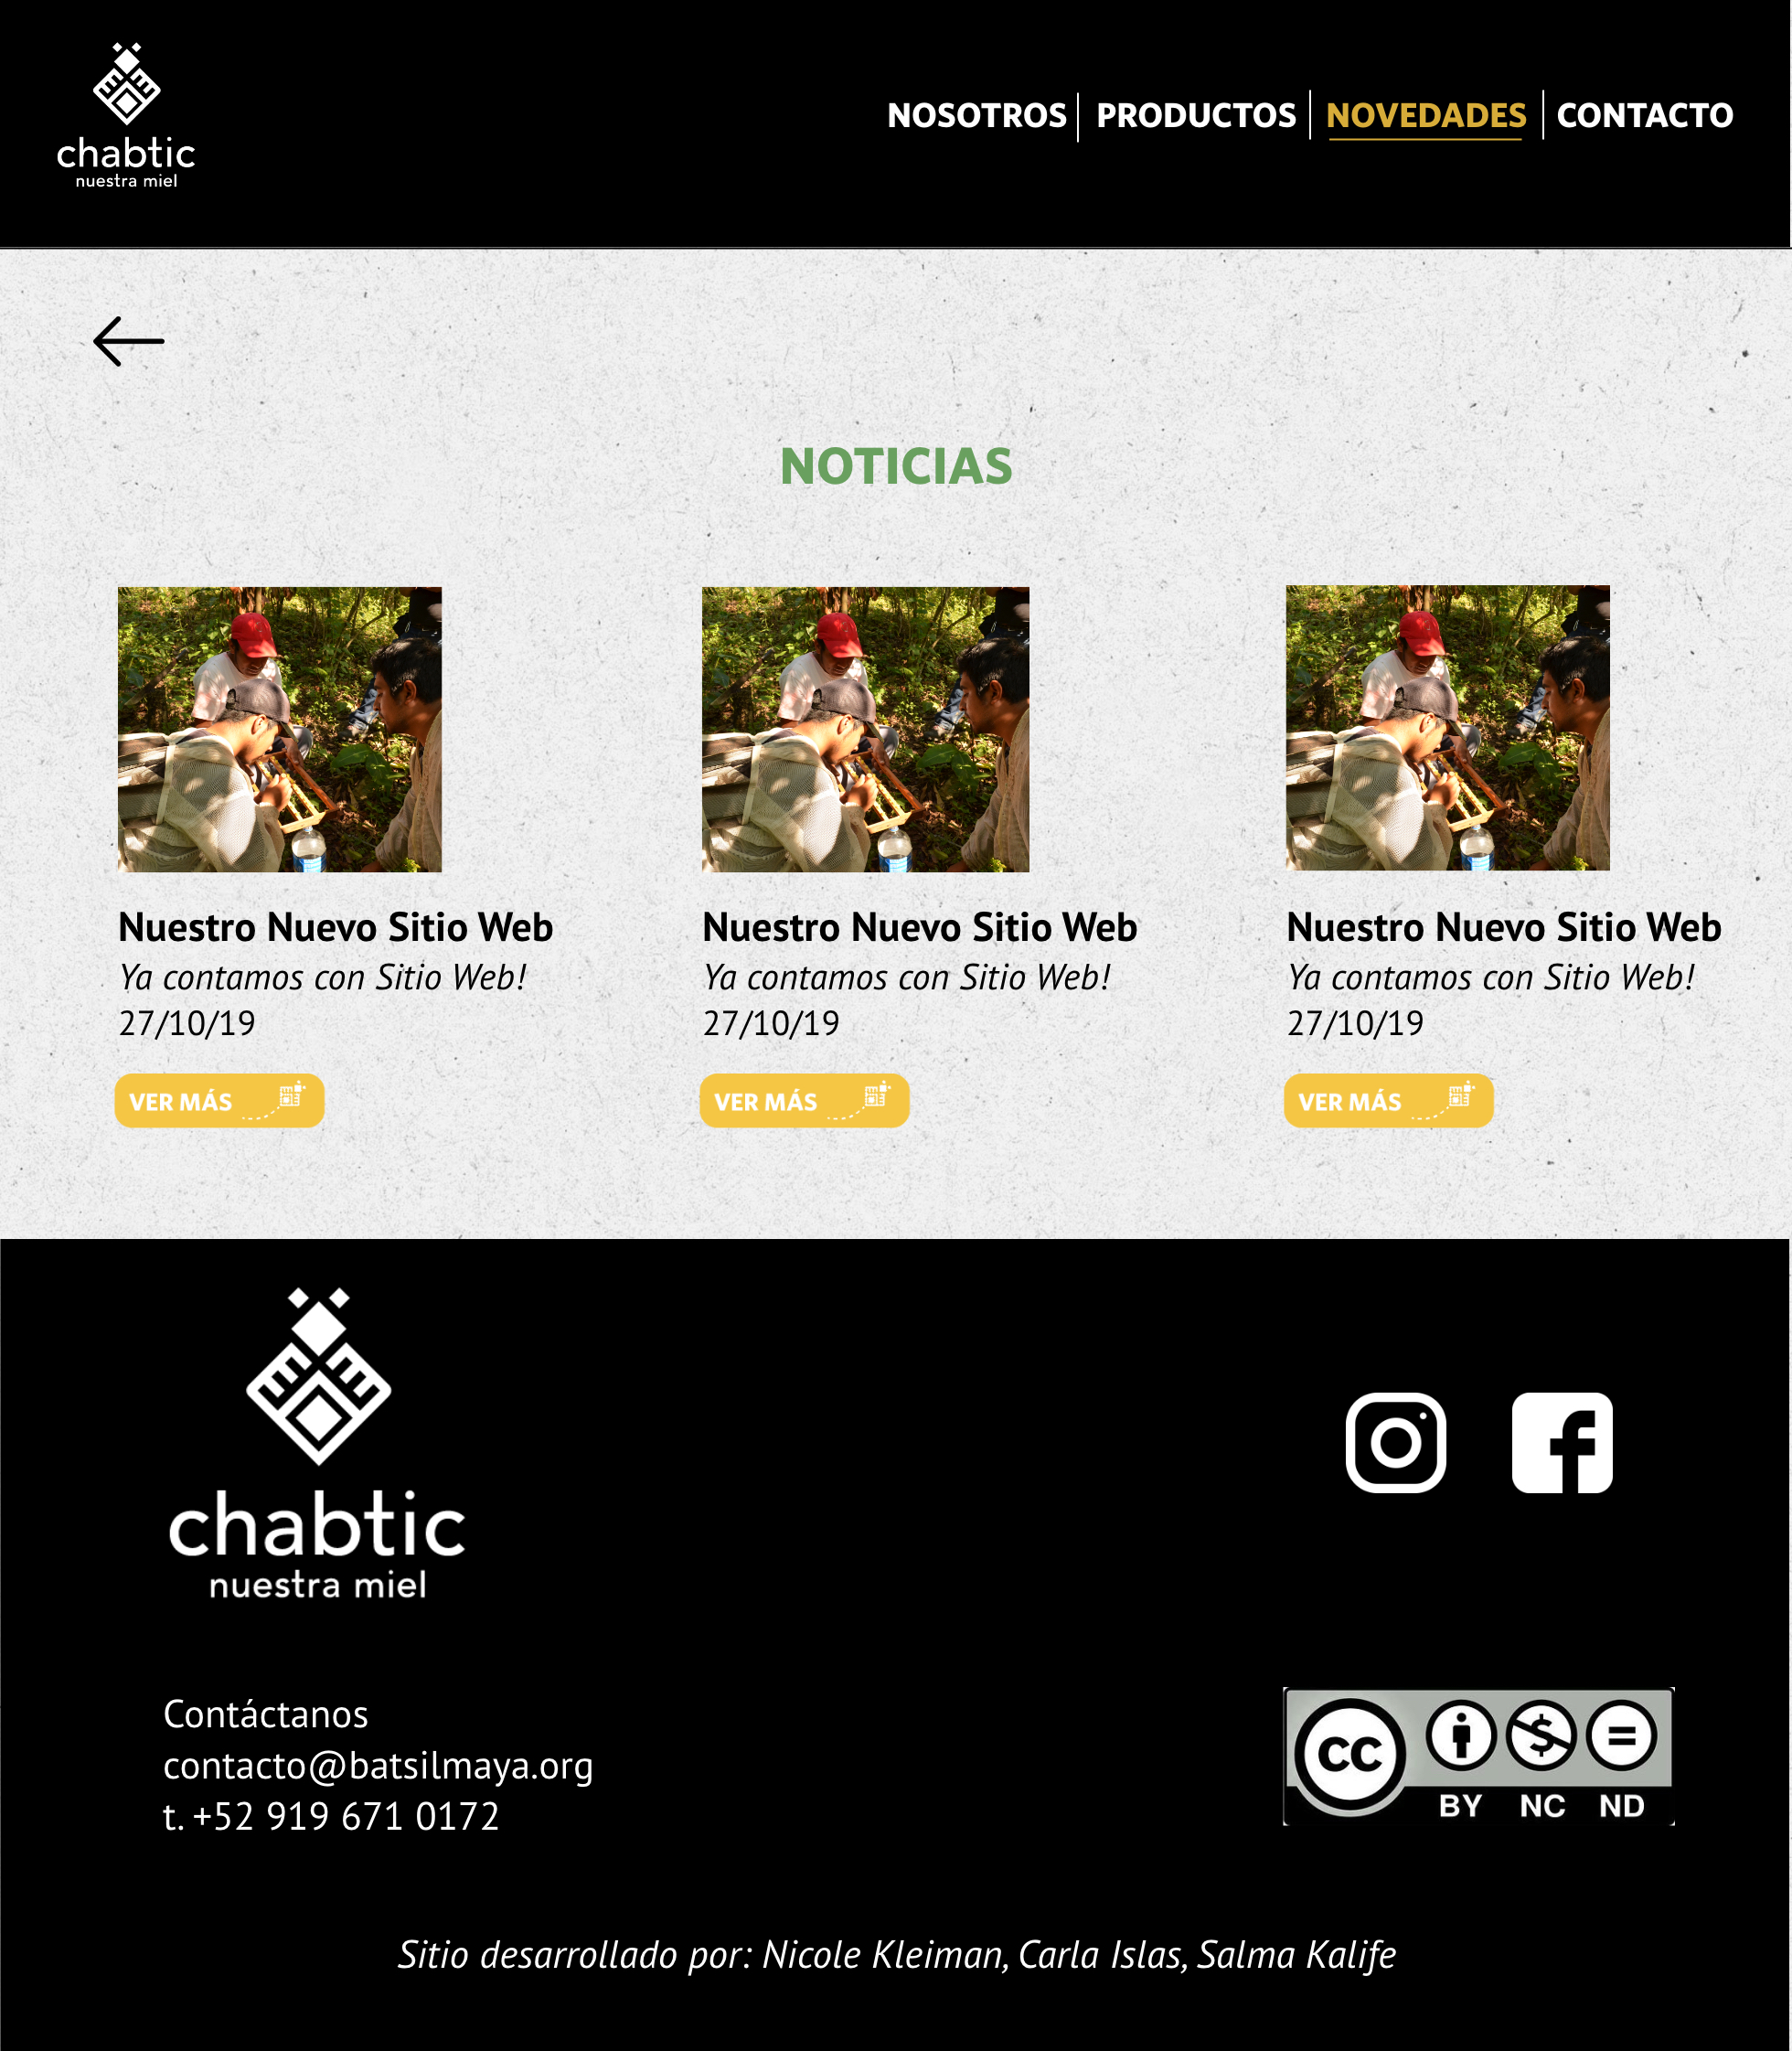 chabtic
nuestra miel
NOSOTROS PRODUCTOS NOVEDADES CONTACTO
NOTICIAS
Nuestro Nuevo Sitio Web
Ya contamos con Sitio Web!
27/10/19
VER MÁS
Nuestro Nuevo Sitio Web
Ya contamos con Sitio Web!
27/10/19
VER MÁS
Nuestro Nuevo Sitio Web
Ya contamos con Sitio Web!
27/10/19
VER MÁS
chabtic
nuestra miel
Contáctanos
contacto@batsilmaya.org
t. +52 919 671 0172
CC
BY NC ND
Sitio desarrollado por: Nicole Kleiman, Carla Islas, Salma Kalife